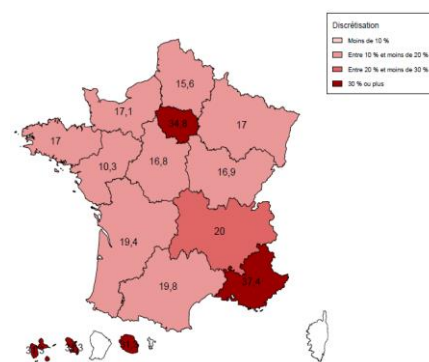 Discrétisation
Moins de 10 %
Entre 10 % et moins de 20 %
Entre 20 % et moins de 30 %
30 % ou plus
15,6
17,1
17
17
10,3
16,8
16,9
19,4
20
19,8